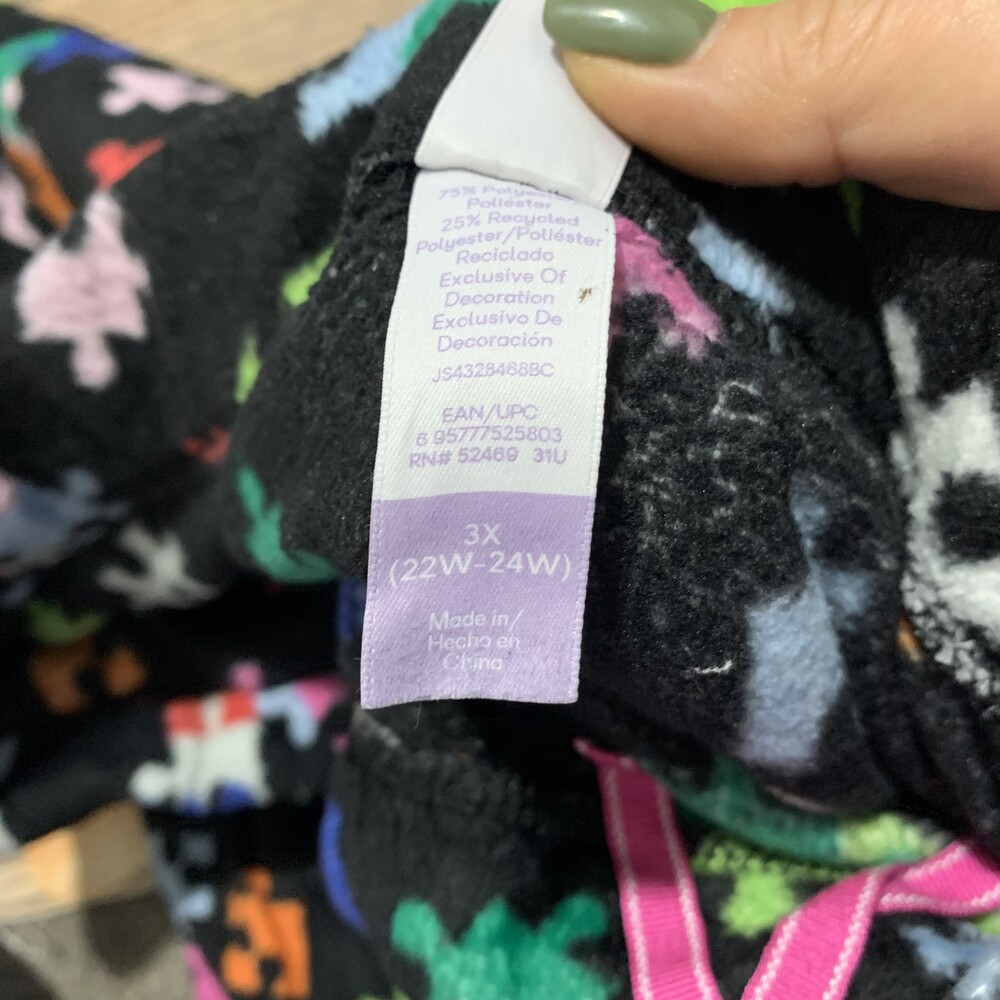 75% Polyester
Poliéster
25% Recycled
Polyester/Poliéster
Reciclado
Exclusive Of
Decoration
Exclusivo De
Decoración
JS4328468BC
EAN/UPC
6 95777525803
RN# 52469 31U
3X
(22W-24W)
Made in/
Hecho en
China